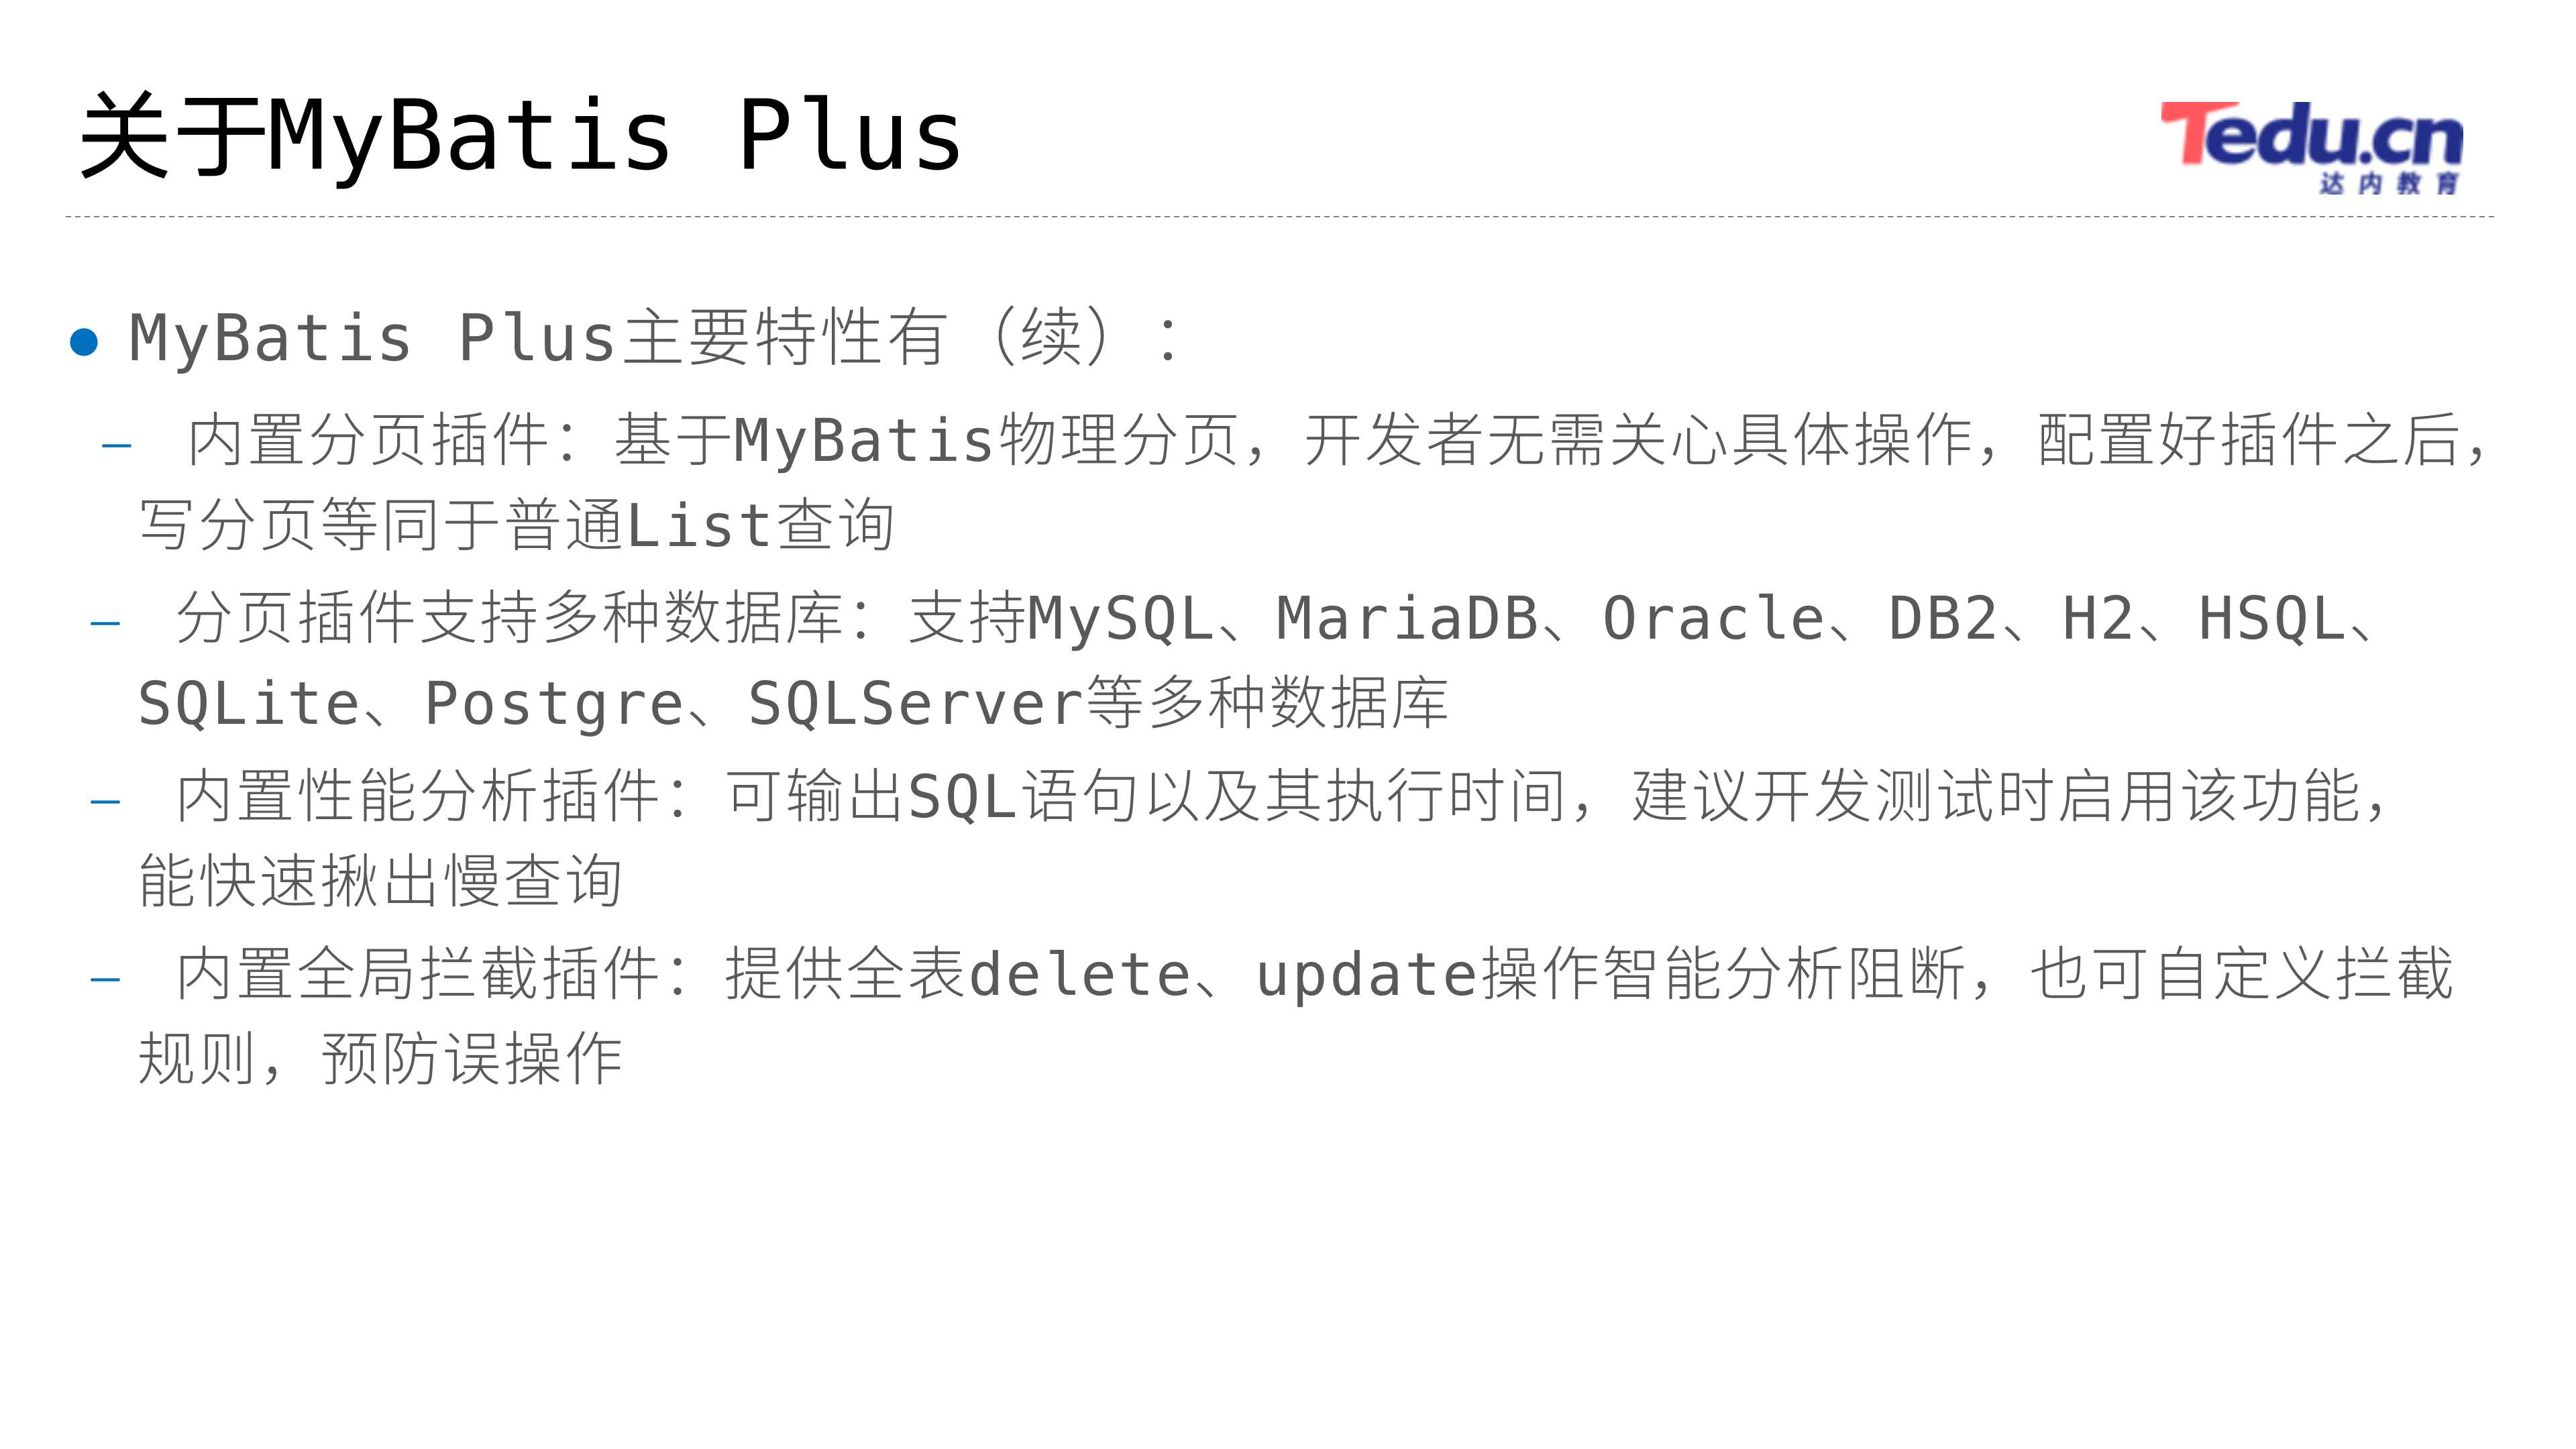 关于MyBatis Plus
Tedu.cn
达内教育
● MyBatis Plus主要特性有（续）：
– 内置分页插件：基于MyBatis物理分页，开发者无需关心具体操作，配置好插件之后，
写分页等同于普通List查询
– 分页插件支持多种数据库：支持MySQL、MariaDB、Oracle、DB2、H2、HSQL、
SQLite、Postgre、SQLServer等多种数据库
– 内置性能分析插件：可输出SQL语句以及其执行时间，建议开发测试时启用该功能，
能快速揪出慢查询
– 内置全局拦截插件：提供全表delete、update操作智能分析阻断，也可自定义拦截
规则，预防误操作